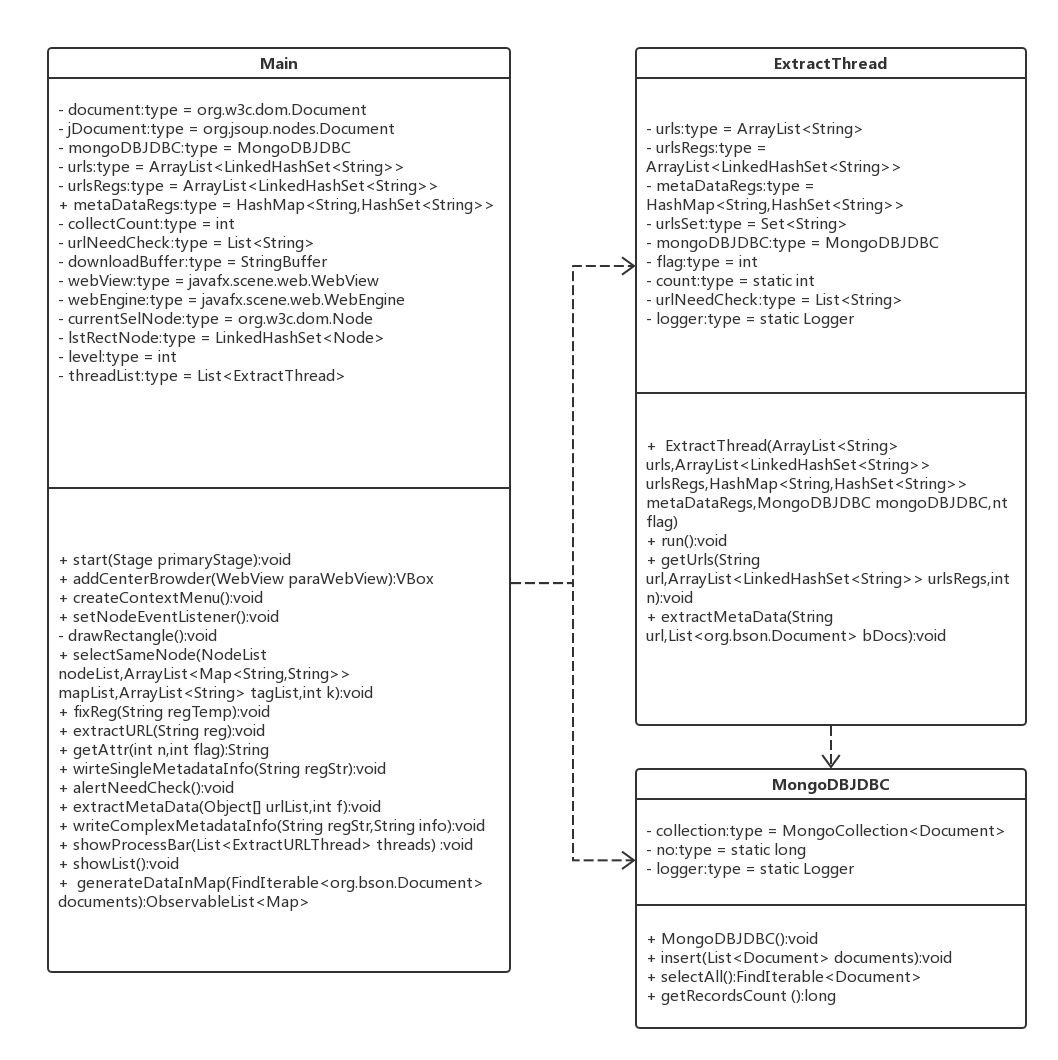 Main
- document:type = org.w3c.dom.Document
- jDocument:type = org.jsoup.nodes.Document
- mongoDBJDBC:type = MongoDBJDBC
- urls:type = ArrayList<LinkedHashSet<String>>
- urlsRegs:type = ArrayList<LinkedHashSet<String>>
+ metaDataRegs:type = HashMap<String,HashSet<String>>
- collectCount:type = int
- urlNeedCheck:type = List<String>
- downloadBuffer:type = StringBuffer
- webView:type = javafx.scene.web.WebView
- webEngine:type = javafx.scene.web.WebEngine
- currentSelNode:type = org.w3c.dom.Node
- lstRectNode:type = LinkedHashSet<Node>
- level:type = int
- threadList:type = List<ExtractThread>
+ start(Stage primaryStage):void
+ addCenterBrowder(WebView paraWebView):VBox
+ createContextMenu():void
+ setNodeEventListener():void
- drawRectangle():void
+ selectSameNode(NodeList
nodeList,ArrayList<Map<String,String>>
mapList,ArrayList<String> tagList,int k):void
+ fixReg(String regTemp):void
+ extractURL(String reg):void
+ getAttr(int n,int flag):String
+ wirteSingleMetadataInfo(String regStr):void
+ alertNeedCheck():void
+ extractMetaData(Object[] urlList,int f):void
+ writeComplexMetadataInfo(String regStr,String info):void
+ showProcessBar(List<ExtractURLThread> threads) :void
+ showList():void
+  generateDataInMap(FindIterable<org.bson.Document>
documents):ObservableList<Map>
ExtractThread
- urls:type = ArrayList<String>
- urlsRegs:type =
ArrayList<LinkedHashSet<String>>
- metaDataRegs:type =
HashMap<String,HashSet<String>>
- urlsSet:type = Set<String>
- mongoDBJDBC:type = MongoDBJDBC
- flag:type = int
- count:type = static int
- urlNeedCheck:type = List<String>
- logger:type = static Logger
+  ExtractThread(ArrayList<String>
urls,ArrayList<LinkedHashSet<String>>
urlsRegs,HashMap<String,HashSet<String>>
metaDataRegs,MongoDBJDBC mongoDBJDBC,nt
flag)
+ run():void
+ getUrls(String
url,ArrayList<LinkedHashSet<String>> urlsRegs,int
n):void
+ extractMetaData(String
url,List<org.bson.Document> bDocs):void
MongoDBJDBC
- collection:type = MongoCollection<Document>
- no:type = static long
- logger:type = static Logger
+ MongoDBJDBC():void
+ insert(List<Document> documents):void
+ selectAll():FindIterable<Document>
+ getRecordsCount ():long